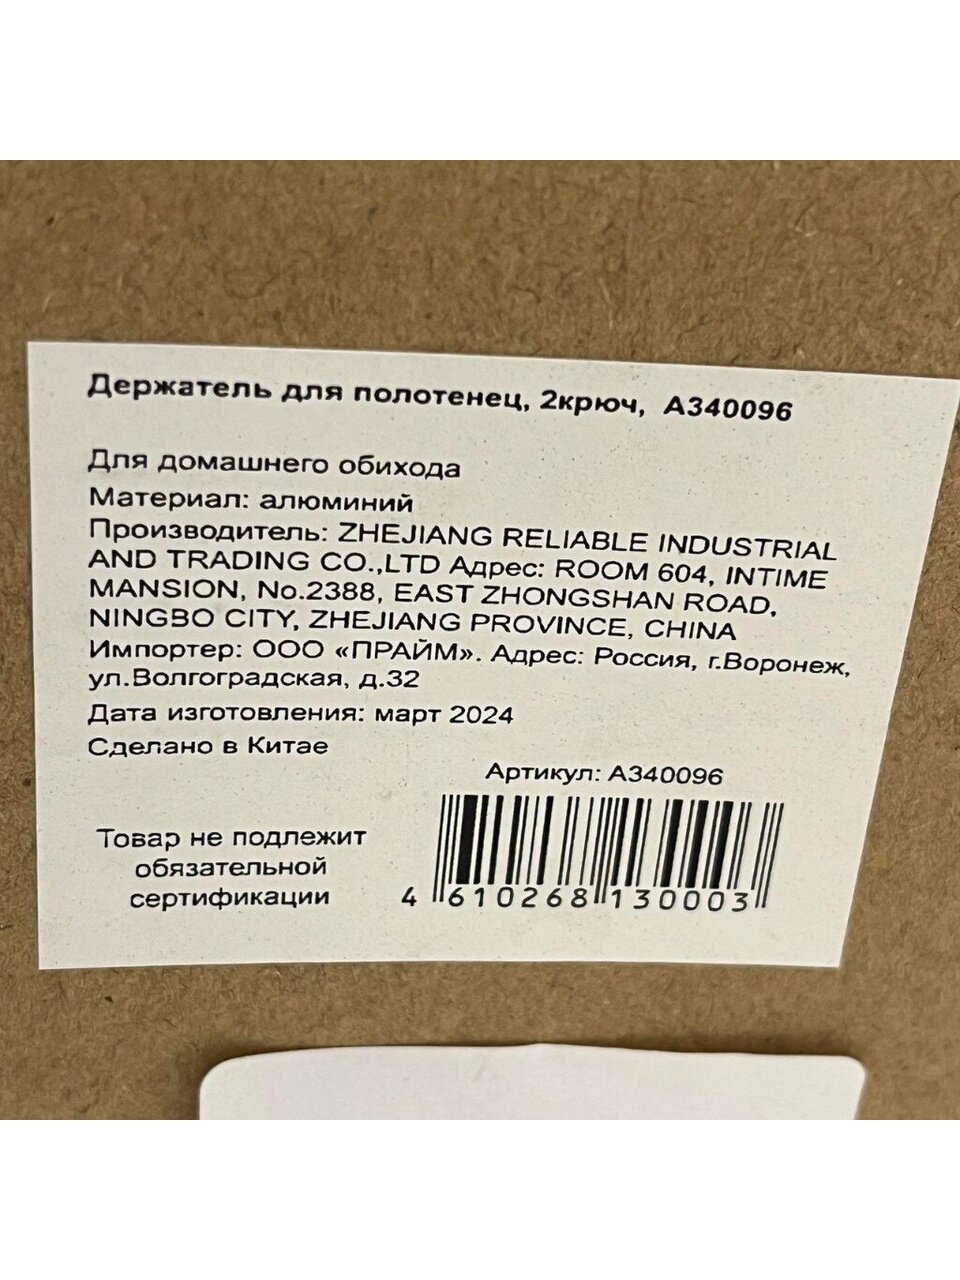 Держатель для полотенец, 2крюч, А340096
Для домашнего обихода
Материал: алюминий
Производитель: ZHEJIANG RELIABLE INDUSTRIAL
AND TRADING CO.,LTD Адрес: ROOM 604, INTIME
MANSION, No.2388, EAST ZHONGSHAN ROAD,
NINGBO CITY, ZHEJIANG PROVINCE, CHINA
Импортер: ООО «ПРАЙМ». Адрес: Россия, г.Воронеж,
ул.Волгоградская, д.32
Дата изготовления: март 2024
Сделано в Китае
Артикул: А340096
Товар не подлежит
обязательной
сертификации
4 610268 130003